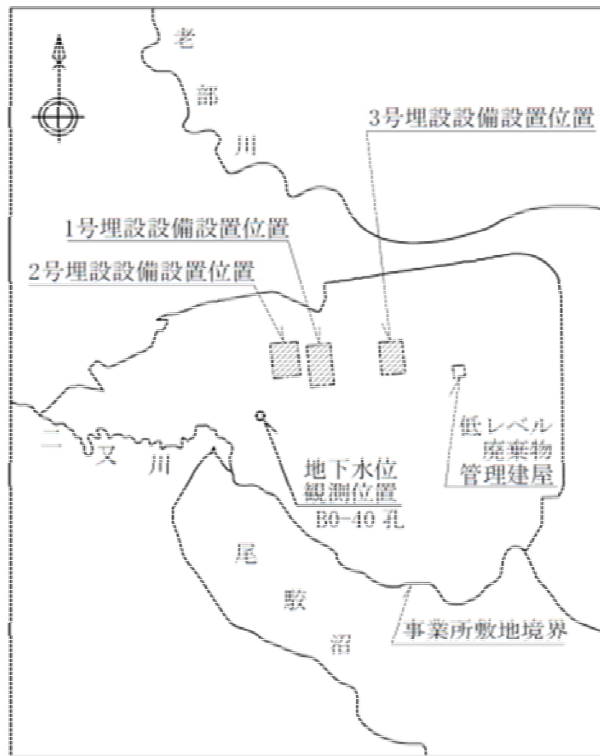 老部川
3号埋設設備設置位置
1号埋設設備設置位置
2号埋設設備設置位置
低レベル
廃棄物
管理建屋
二又川
地下水位
観測位置
B0-40 孔
尾駮沼
事業所敷地境界